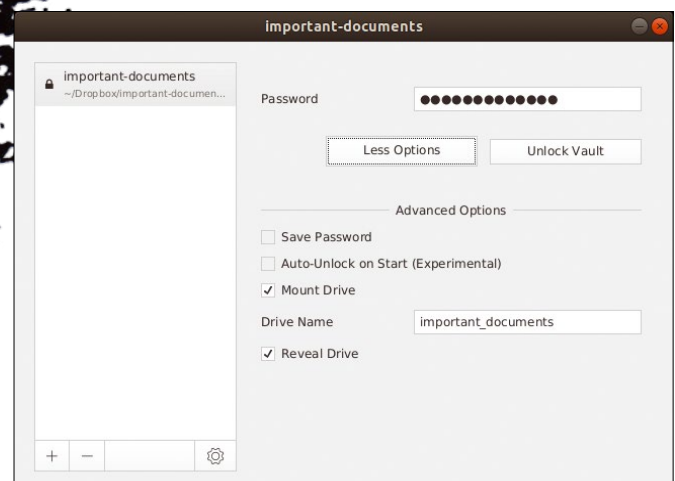 important-documents
important-documents
~/Dropbox/important-documen...
Password
●●●●●●●●●●●●●
Less Options
Unlock Vault
Advanced Options
Save Password
Auto-Unlock on Start (Experimental)
Mount Drive
Drive Name
important_documents
Reveal Drive